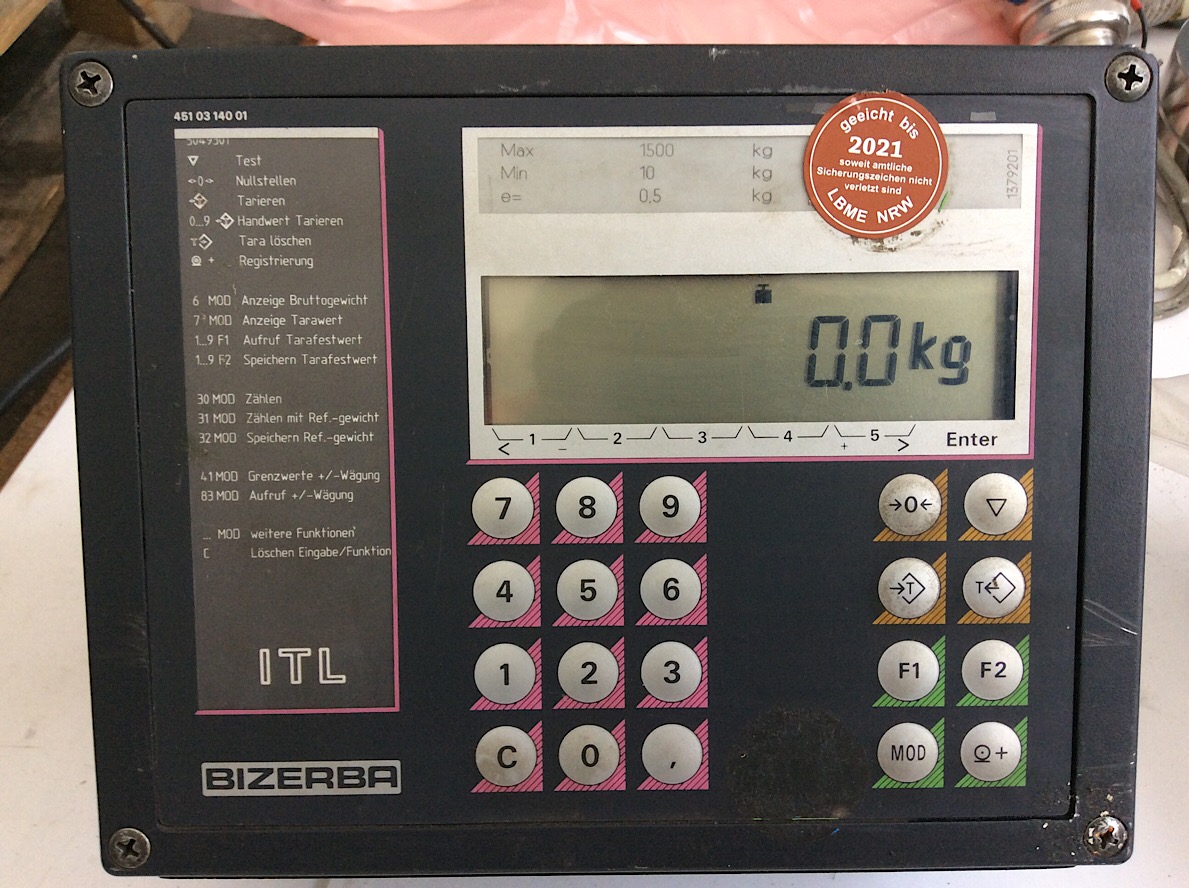 451 03 140 01
5049501
▽ Test
→0← Nullstellen
→T Tarieren
0...9 →T Handwert Tarieren
T← Tara löschen
+ Registrierung
6 MOD Anzeige Bruttogewicht
7 MOD Anzeige Tarawert
1...9 F1 Aufruf Tarafestwert
1...9 F2 Speichern Tarafestwert
30 MOD Zählen
31 MOD Zählen mit Ref.-gewicht
32 MOD Speichern Ref.-gewicht
41 MOD Grenzwerte +/-Wägung
83 MOD Aufruf +/-Wägung
... MOD weitere Funktionen
C Löschen Eingabe/Funktion
ITL
BIZERBA
Max 1500 kg
Min 10 kg
e= 0,5 kg
geeicht bis
2021
soweit amtliche
Sicherungszeichen nicht
verletzt sind
LBME NRW
1379201
0.0 kg
< 1 − 2 3 4 + 5 > Enter
7 8 9 →0← ▽
4 5 6 →T T←
1 2 3 F1 F2
C 0 , MOD +